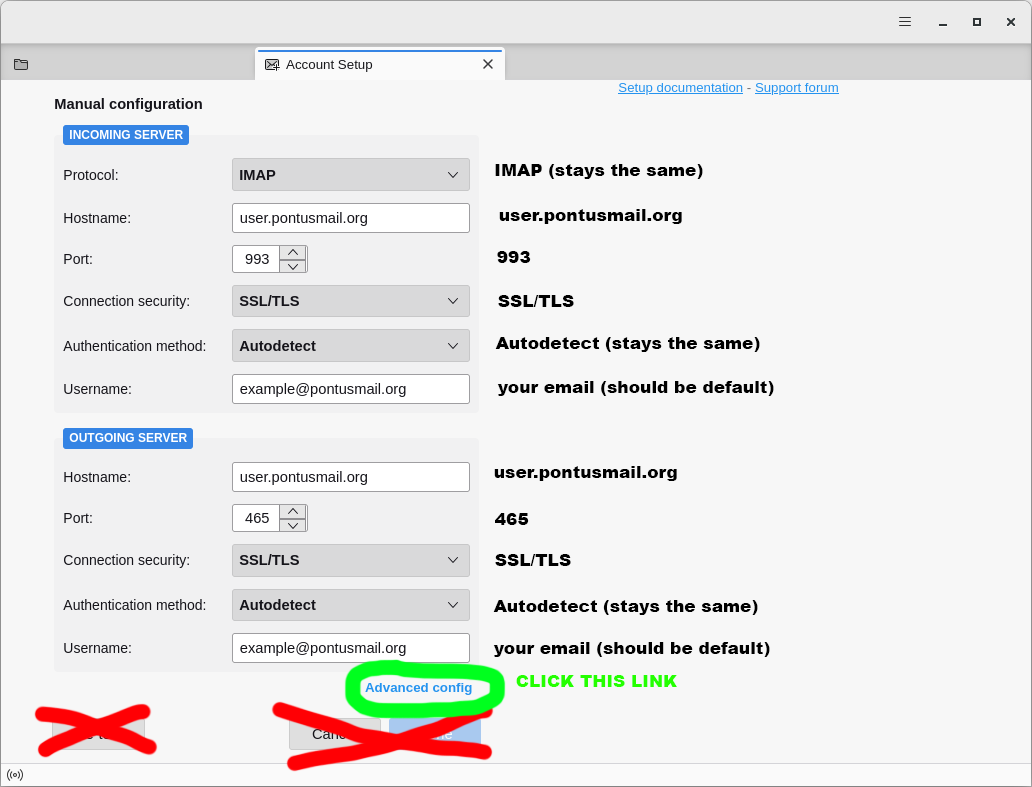 Account Setup
Setup documentation - Support forum
Manual configuration
INCOMING SERVER
Protocol: IMAP IMAP (stays the same)
Hostname: user.pontusmail.org user.pontusmail.org
Port: 993 993
Connection security: SSL/TLS SSL/TLS
Authentication method: Autodetect Autodetect (stays the same)
Username: example@pontusmail.org your email (should be default)
OUTGOING SERVER
Hostname: user.pontusmail.org user.pontusmail.org
Port: 465 465
Connection security: SSL/TLS SSL/TLS
Authentication method: Autodetect Autodetect (stays the same)
Username: example@pontusmail.org your email (should be default)
Advanced config CLICK THIS LINK